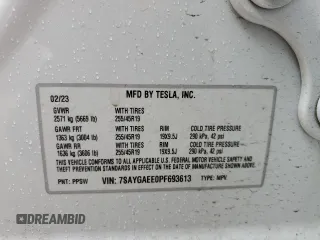 02/23 MFD BY TESLA, INC.
GVWR WITH TIRES
2571 kg (5669 lb) 255/45R19
GAWR FRT WITH TIRES RIM COLD TIRE PRESSURE
1363 kg (3004 lb) 255/45R19 19X9.5J 290 kPa, 42 psi
GAWR RR WITH TIRES RIM COLD TIRE PRESSURE
1636 kg (3606 lb) 255/45R19 19X9.5J 290 kPa, 42 psi
THIS VEHICLE CONFORMS TO ALL APPLICABLE FEDERAL MOTOR VEHICLE
SAFETY AND THEFT PREVENTION STANDARDS IN EFFECT ON THE DATE OF
MANUFACTURE SHOWN ABOVE.
PNT: PPSW VIN: 7SAYGAEE0PF693613 TYPE: MPV
DREAMBID